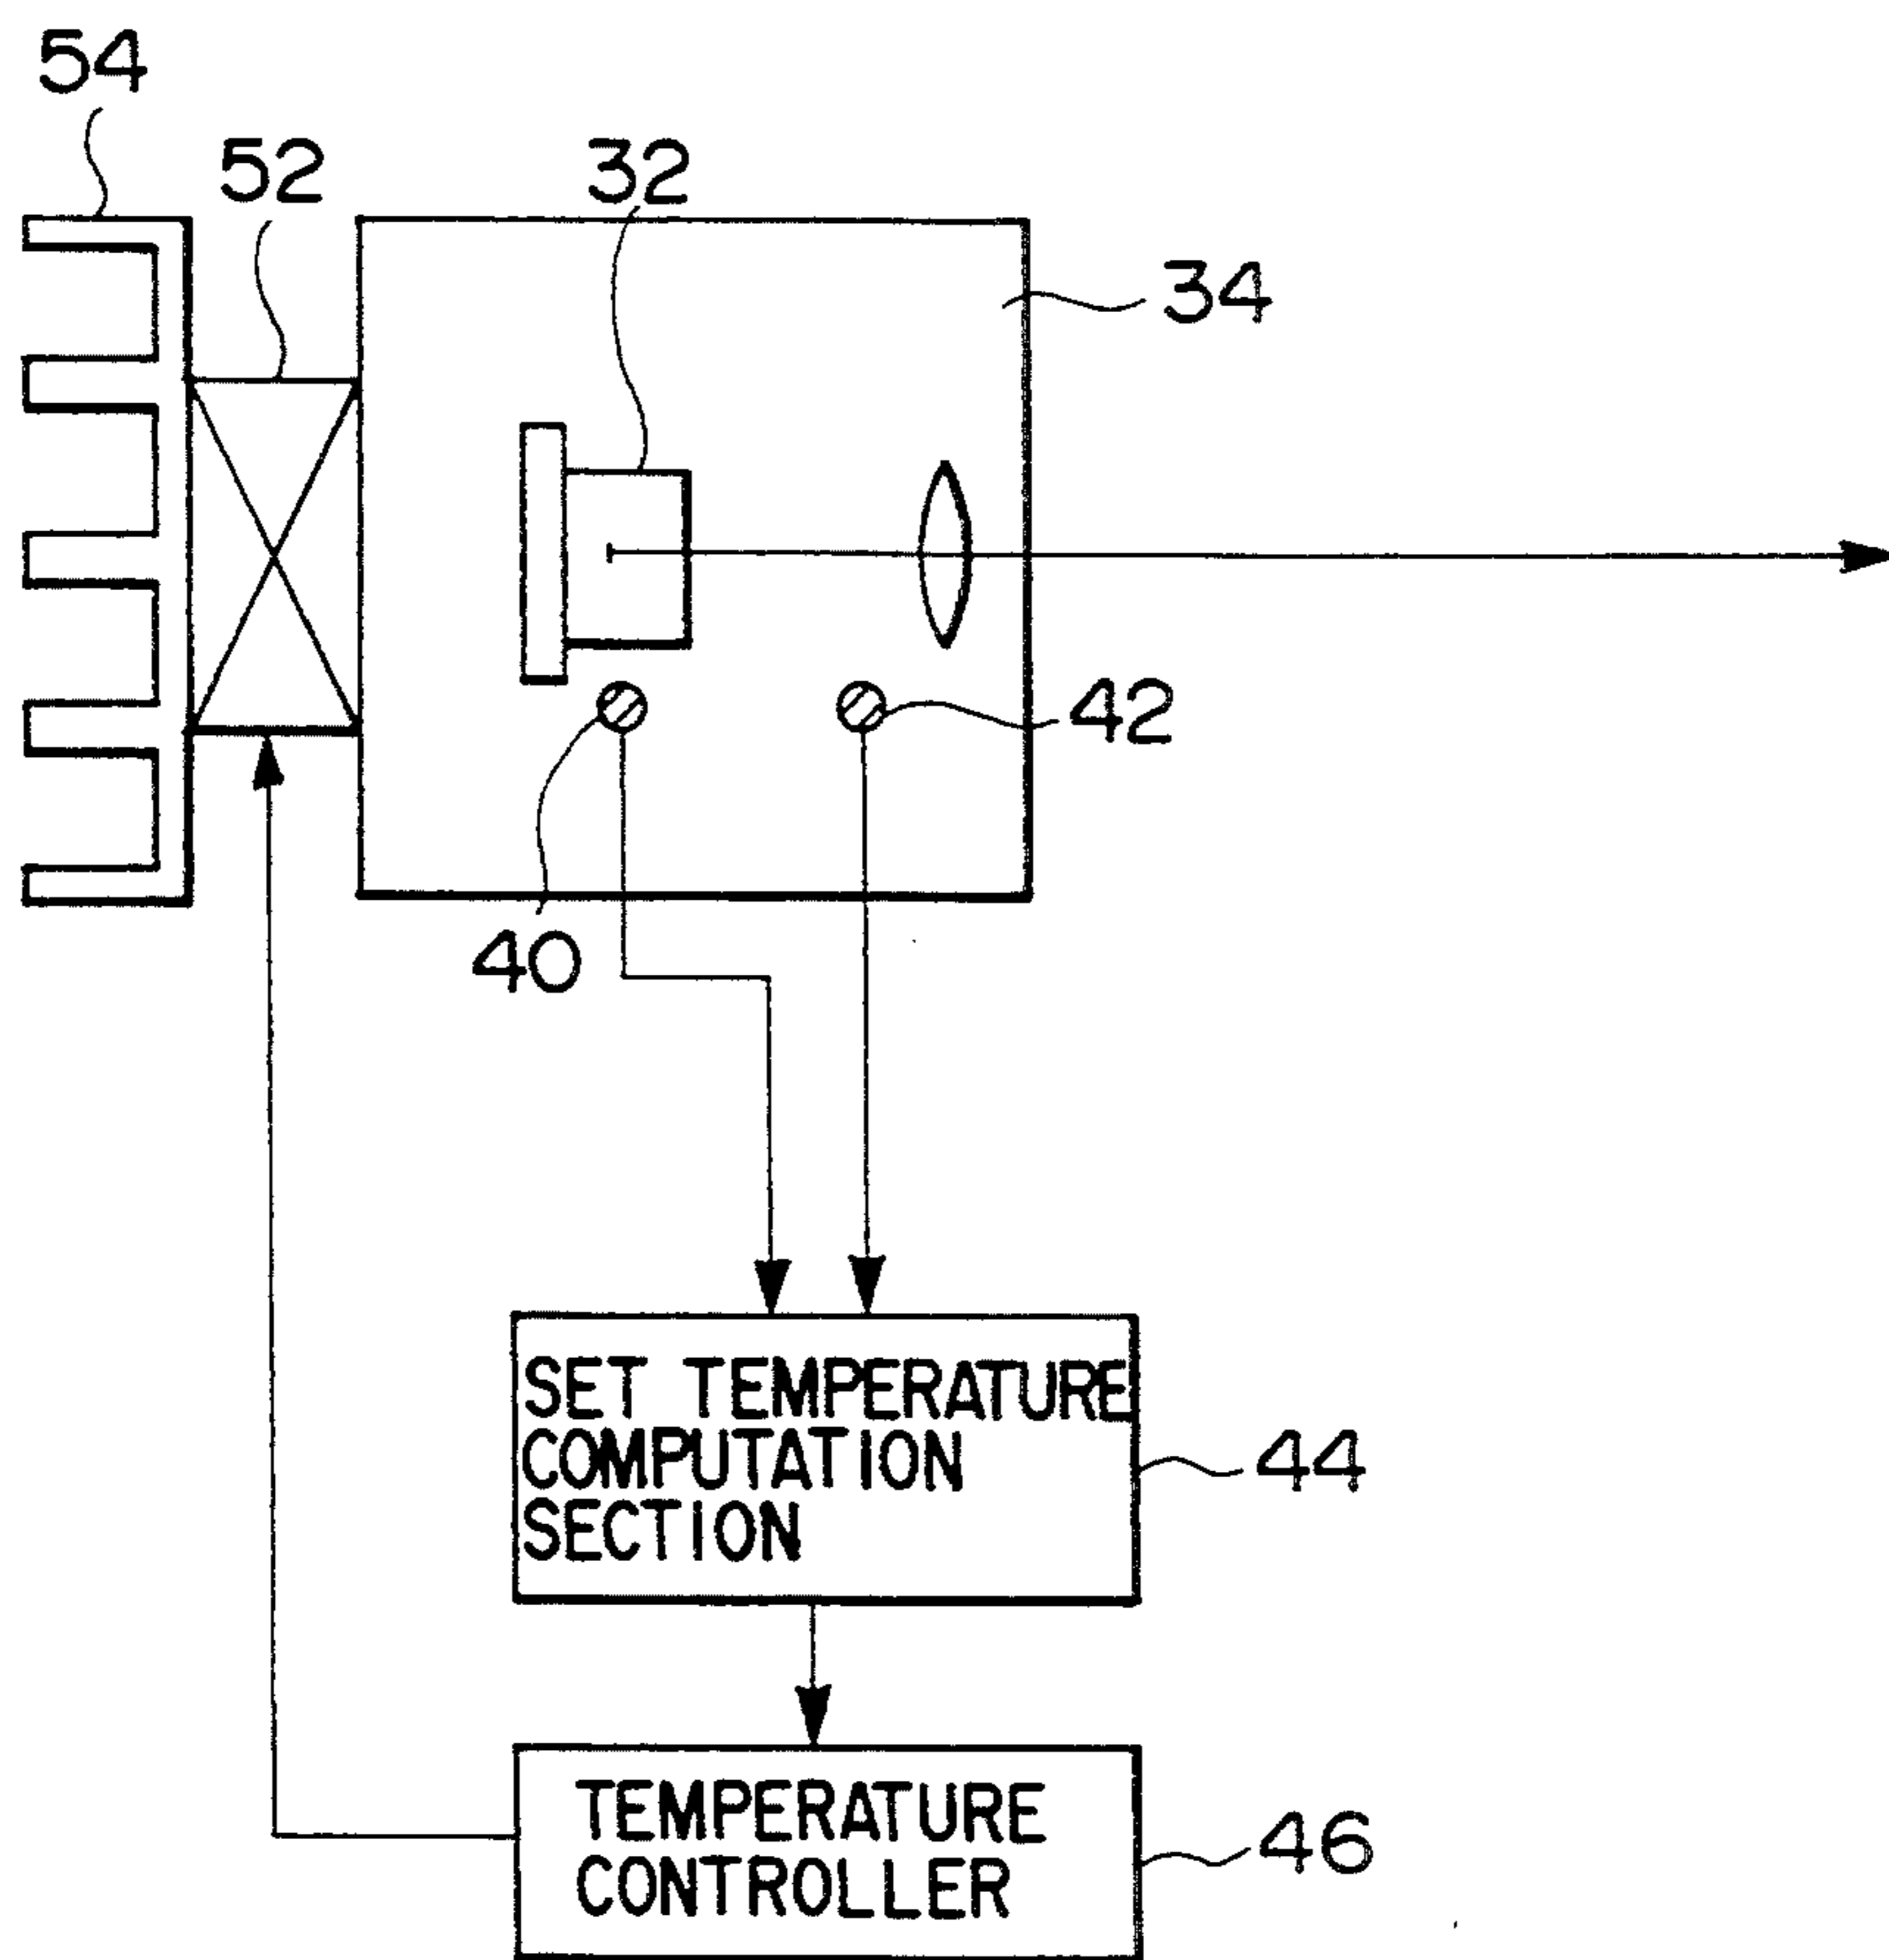 54
52
32
34
42
40
SET TEMPERATURE
COMPUTATION
SECTION
44
TEMPERATURE
CONTROLLER
46